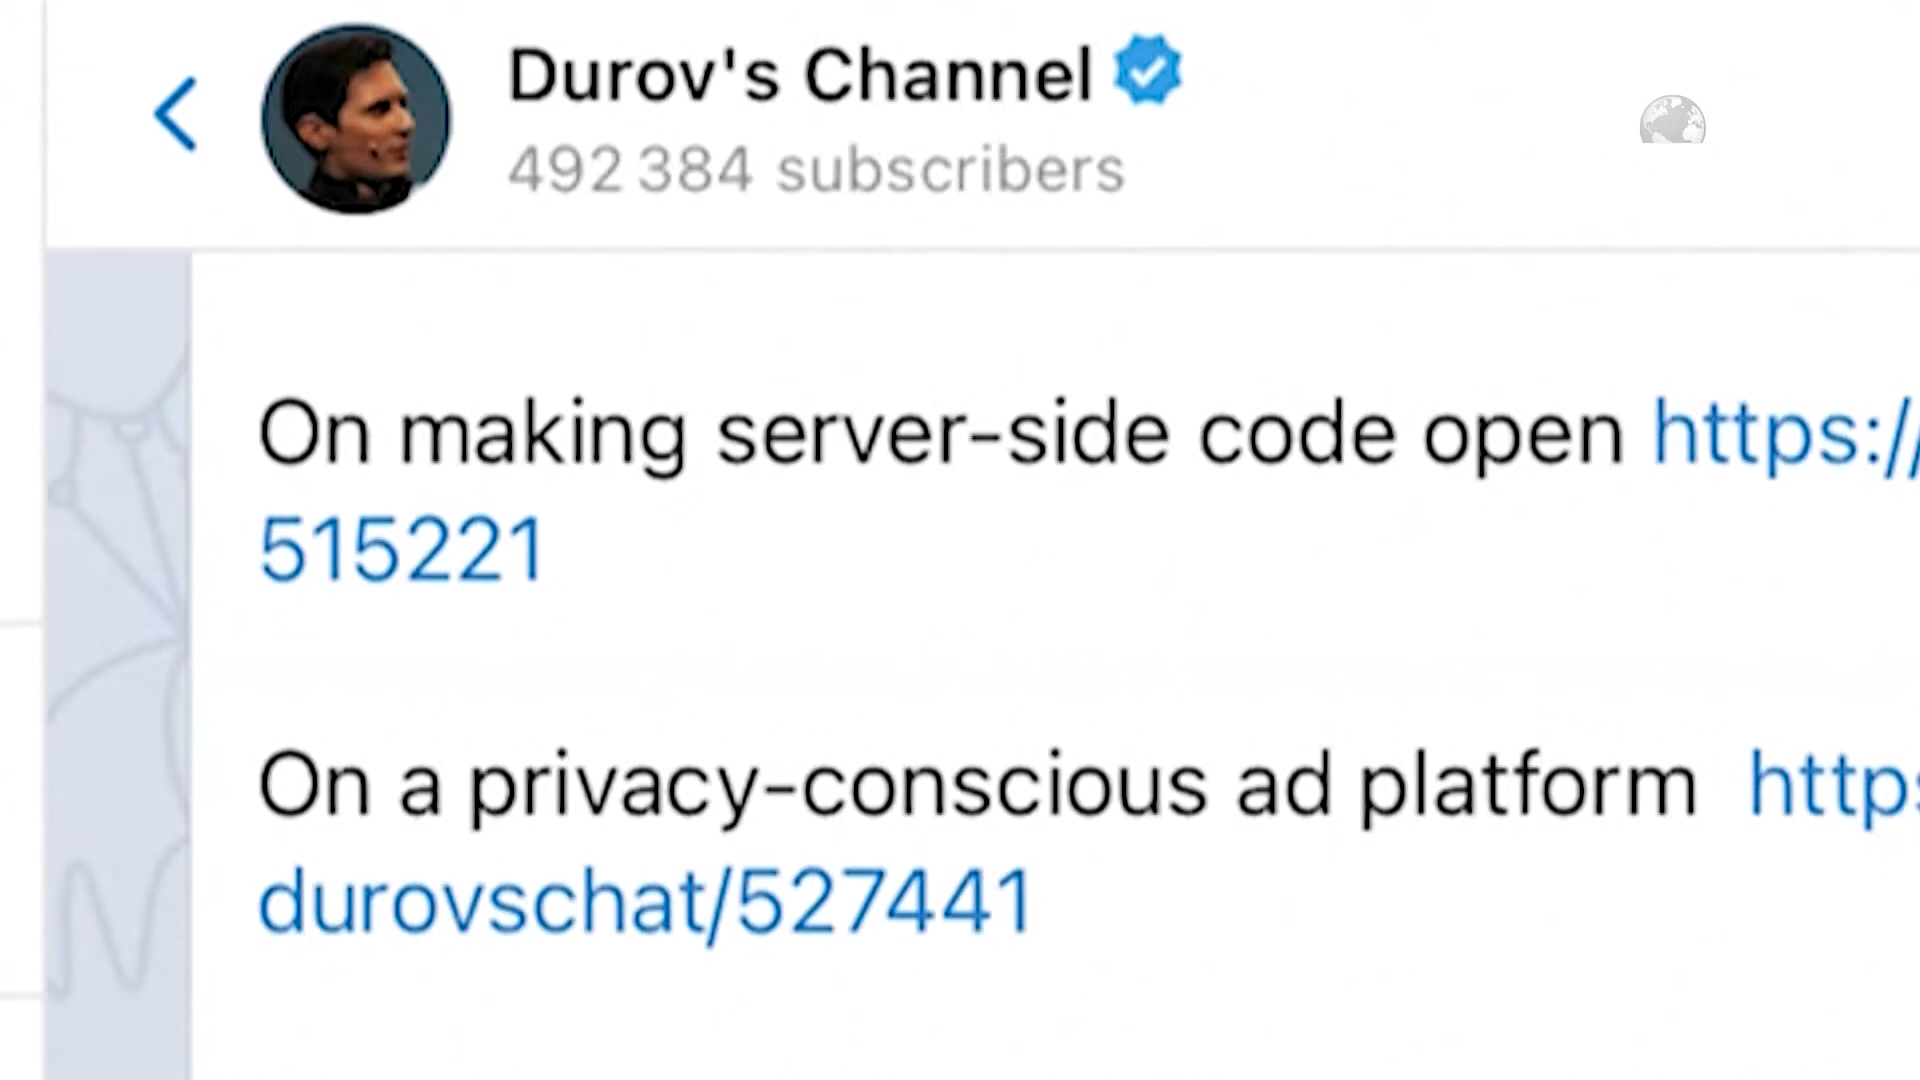 Durov's Channel
492 384 subscribers
On making server-side code open https://
515221
On a privacy-conscious ad platform https
durovschat/527441